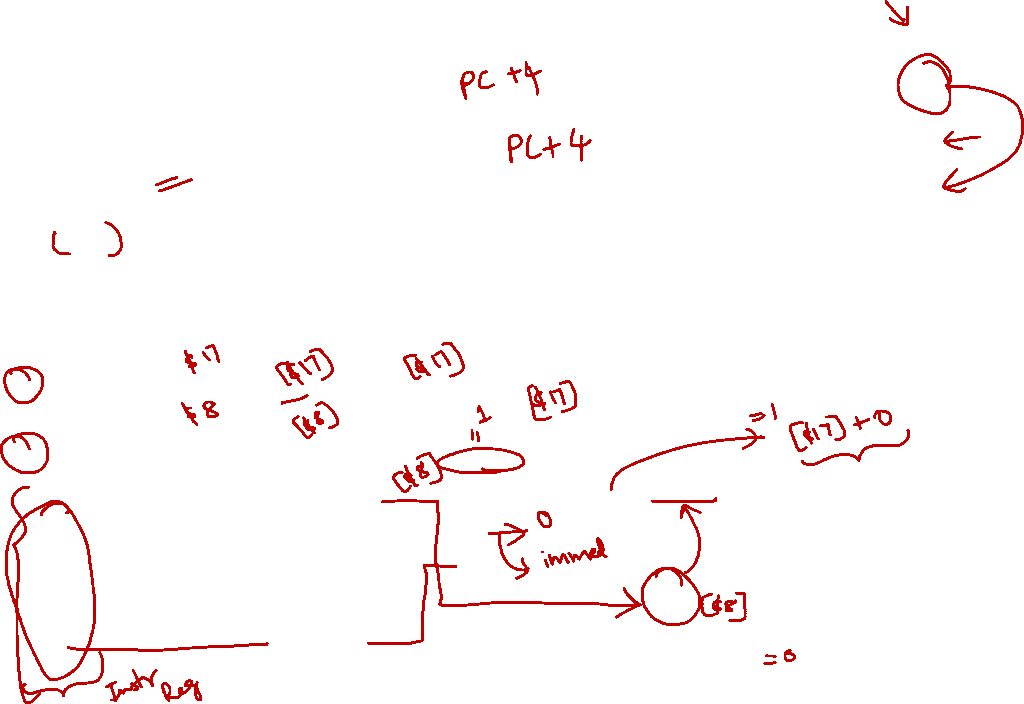 PC +4
PC+4
=
( )
$17 [$17] [$17]
$8 [$8] [$17]
1
=
=1
[$17] + 0
[$8]
0
immed
[$8]
=0
Instr Reg